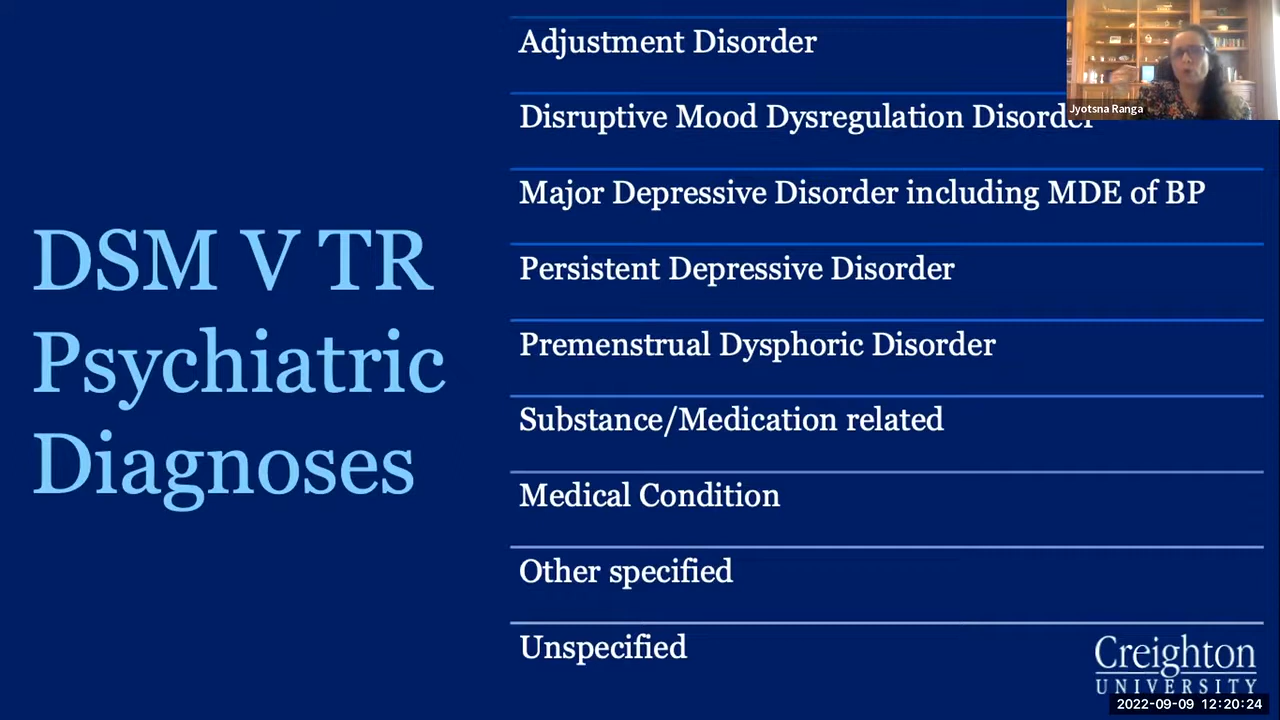 DSM V TR
Psychiatric
Diagnoses
Adjustment Disorder
Disruptive Mood Dysregulation Disorder
Major Depressive Disorder including MDE of BP
Persistent Depressive Disorder
Premenstrual Dysphoric Disorder
Substance/Medication related
Medical Condition
Other specified
Unspecified
Jyotsna Ranga
Creighton
UNIVERSITY
2022-09-09 12:20:24